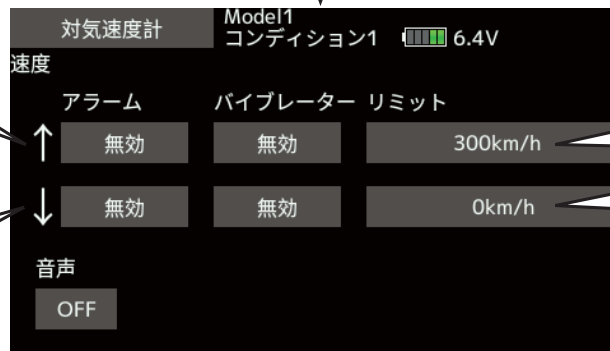 対気速度計
Model1
コンディション1 6.4V
速度
アラーム バイブレーター リミット
↑ 無効 無効 300km/h
↓ 無効 無効 0km/h
音声
OFF